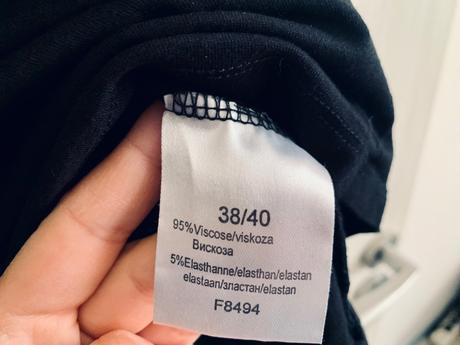 38/40
95%Viscose/viskoza
Вискоза
5%Elasthanne/elasthan/elastan
elastaan/эластан/elastan
F8494